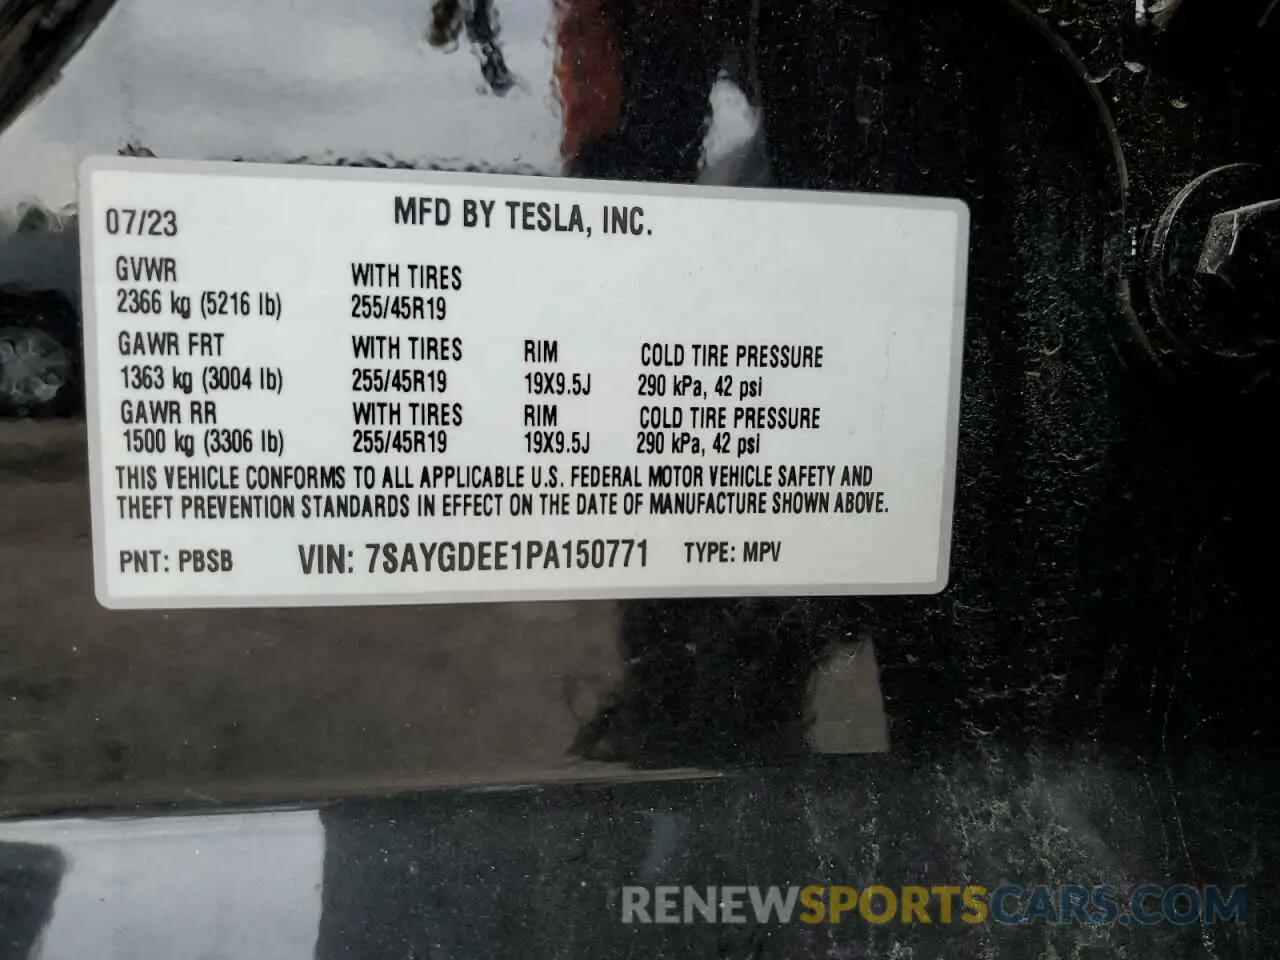 07/23 MFD BY TESLA, INC.
GVWR WITH TIRES
2366 kg (5216 lb) 255/45R19
GAWR FRT WITH TIRES RIM COLD TIRE PRESSURE
1363 kg (3004 lb) 255/45R19 19X9.5J 290 kPa, 42 psi
GAWR RR WITH TIRES RIM COLD TIRE PRESSURE
1500 kg (3306 lb) 255/45R19 19X9.5J 290 kPa, 42 psi
THIS VEHICLE CONFORMS TO ALL APPLICABLE U.S. FEDERAL MOTOR VEHICLE SAFETY AND
THEFT PREVENTION STANDARDS IN EFFECT ON THE DATE OF MANUFACTURE SHOWN ABOVE.
PNT: PBSB VIN: 7SAYGDEE1PA150771 TYPE: MPV
RENEWSPORTSCARS.COM